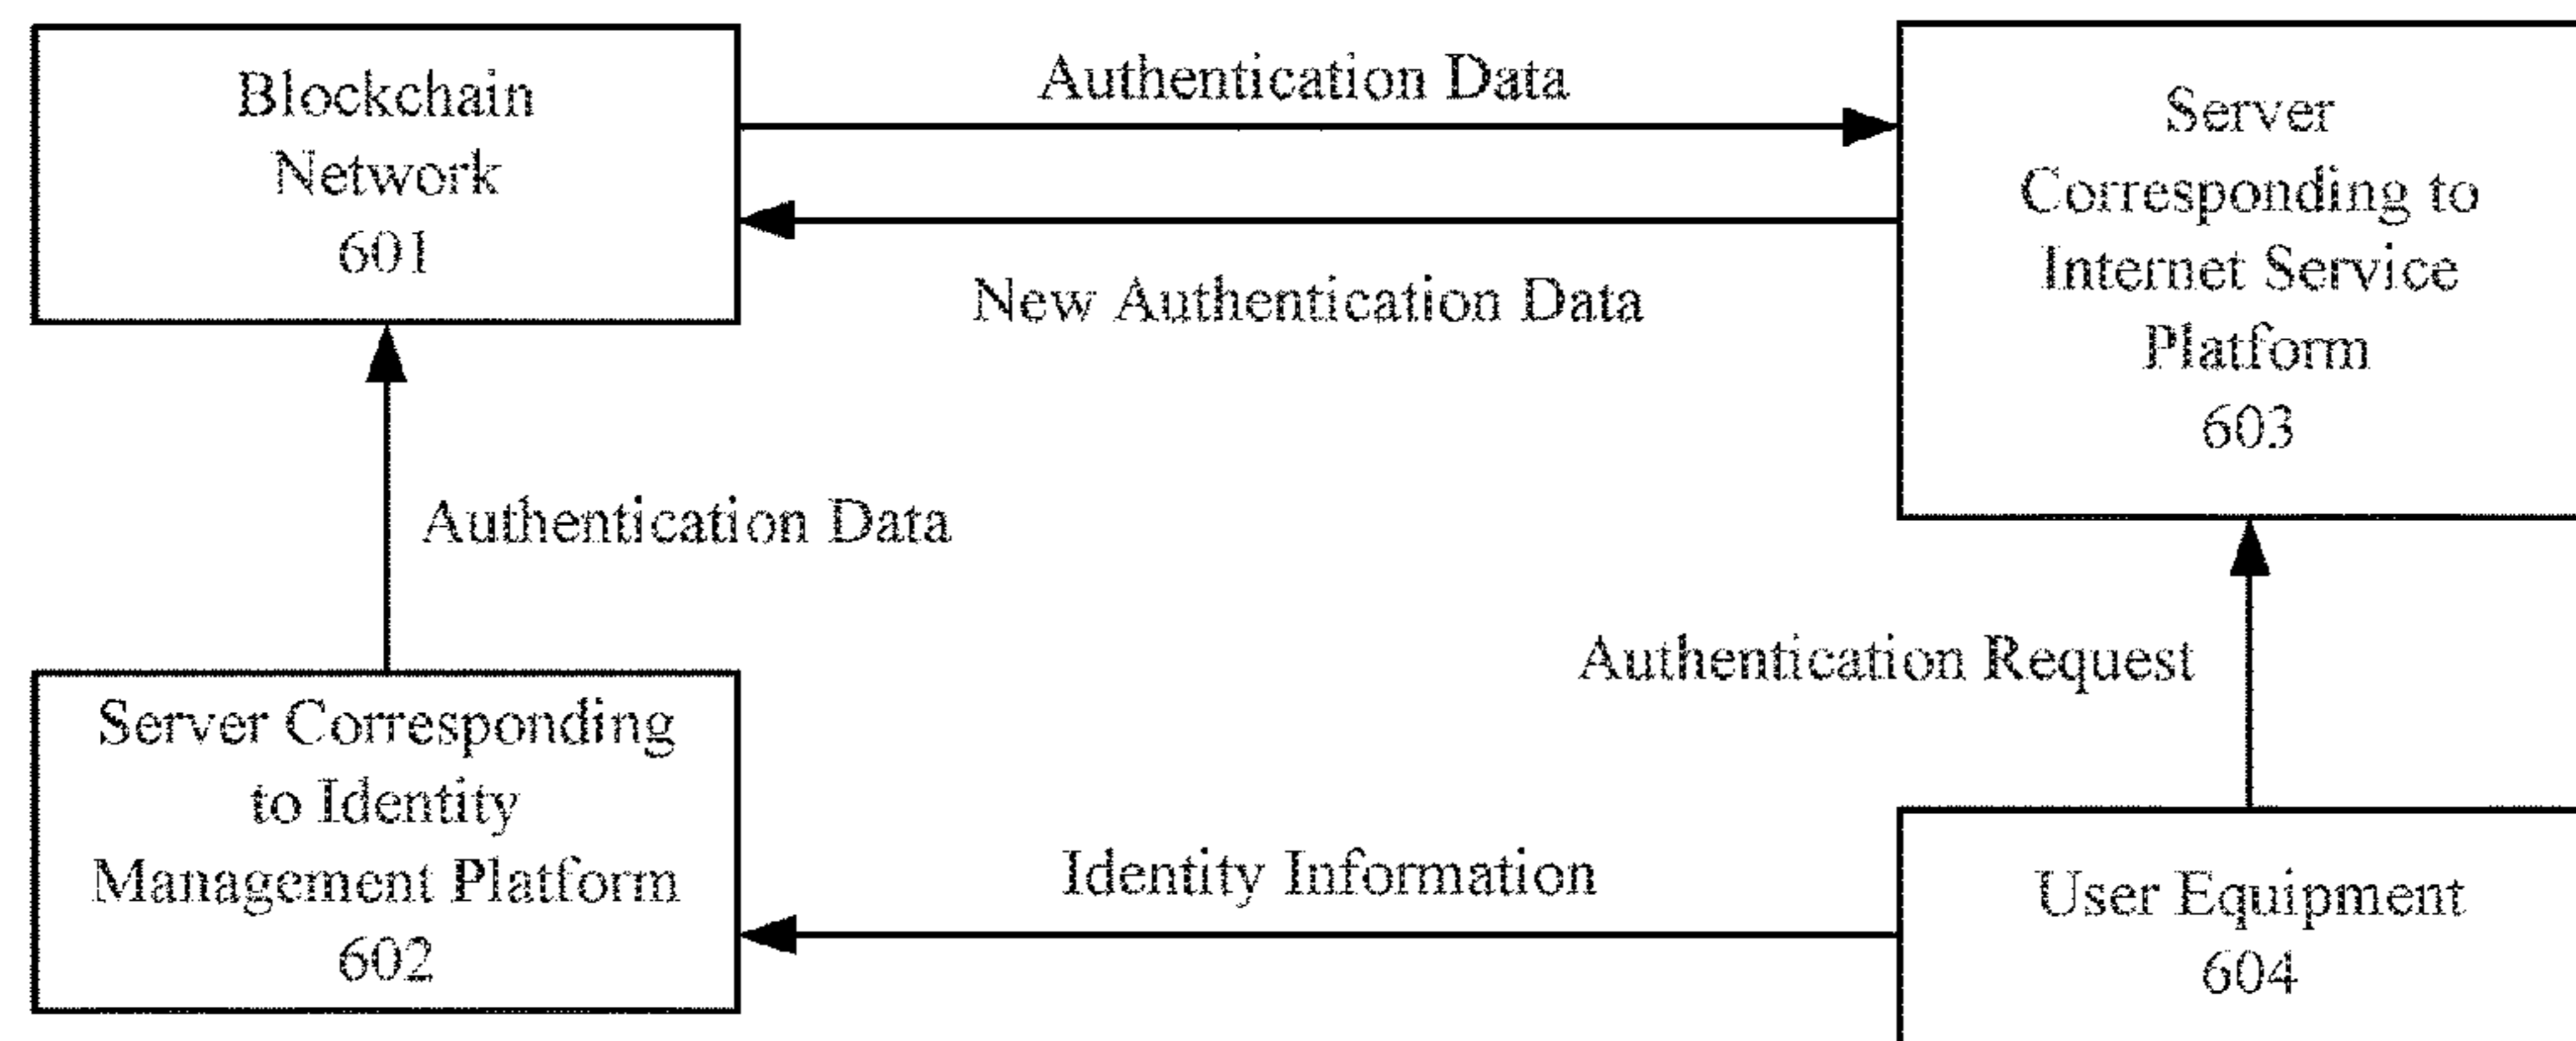 Blockchain
Network
601
Authentication Data
New Authentication Data
Server
Corresponding to
Internet Service
Platform
603
Authentication Data
Authentication Request
Server Corresponding
to Identity
Management Platform
602
Identity Information
User Equipment
604